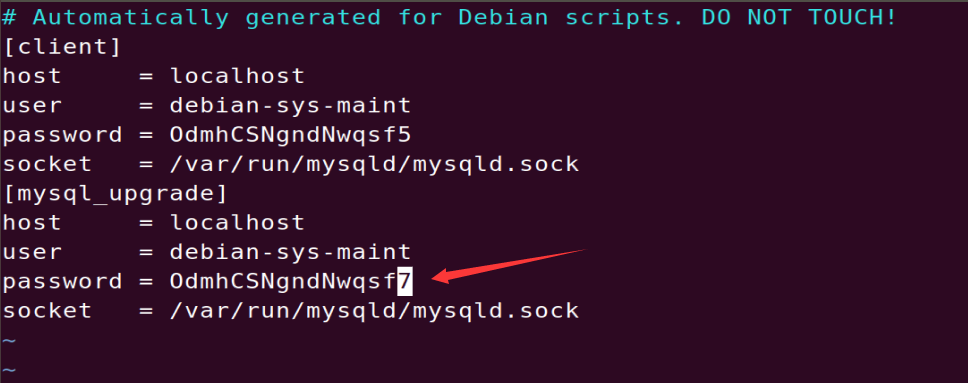 # Automatically generated for Debian scripts. DO NOT TOUCH!
[client]
host     = localhost
user     = debian-sys-maint
password = OdmhCSNgndNwqsf5
socket   = /var/run/mysqld/mysqld.sock
[mysql_upgrade]
host     = localhost
user     = debian-sys-maint
password = OdmhCSNgndNwqsf7
socket   = /var/run/mysqld/mysqld.sock
~
~